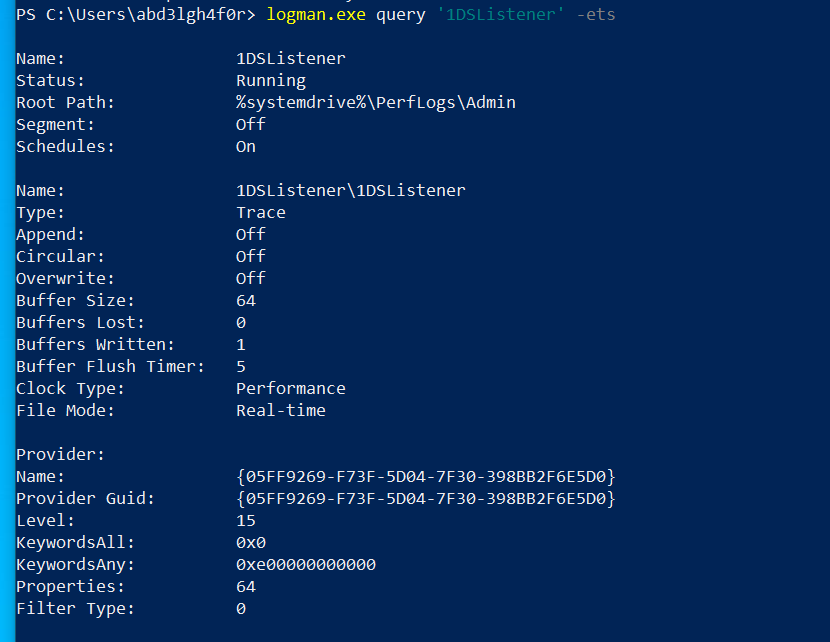 PS C:\Users\abd3lgh4f0r> logman.exe query '1DSListener' -ets
Name: 1DSListener
Status: Running
Root Path: %systemdrive%\PerfLogs\Admin
Segment: Off
Schedules: On
Name: 1DSListener\1DSListener
Type: Trace
Append: Off
Circular: Off
Overwrite: Off
Buffer Size: 64
Buffers Lost: 0
Buffers Written: 1
Buffer Flush Timer: 5
Clock Type: Performance
File Mode: Real-time
Provider:
Name: {05FF9269-F73F-5D04-7F30-398BB2F6E5D0}
Provider Guid: {05FF9269-F73F-5D04-7F30-398BB2F6E5D0}
Level: 15
KeywordsAll: 0x0
KeywordsAny: 0xe00000000000
Properties: 64
Filter Type: 0